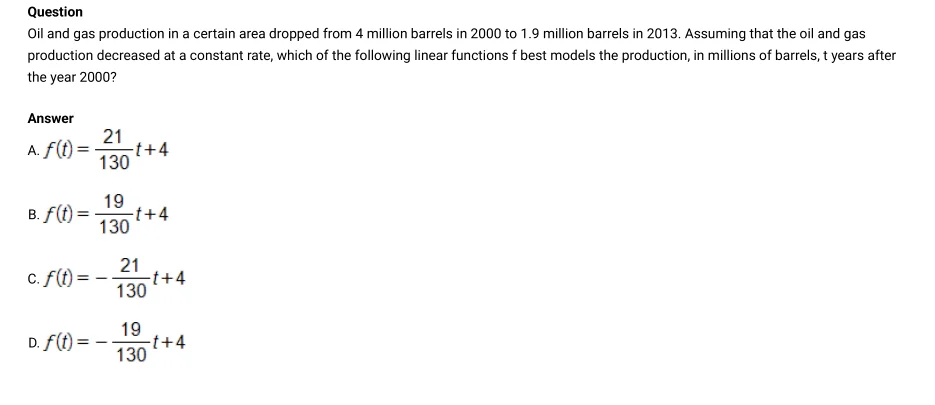 Question
Oil and gas production in a certain area dropped from 4 million barrels in 2000 to 1.9 million barrels in 2013. Assuming that the oil and gas
production decreased at a constant rate, which of the following linear functions f best models the production, in millions of barrels, t years after
the year 2000?
Answer
A. f(t) = 21/130 t+4
B. f(t) = 19/130 t+4
C. f(t) = − 21/130 t+4
D. f(t) = − 19/130 t+4